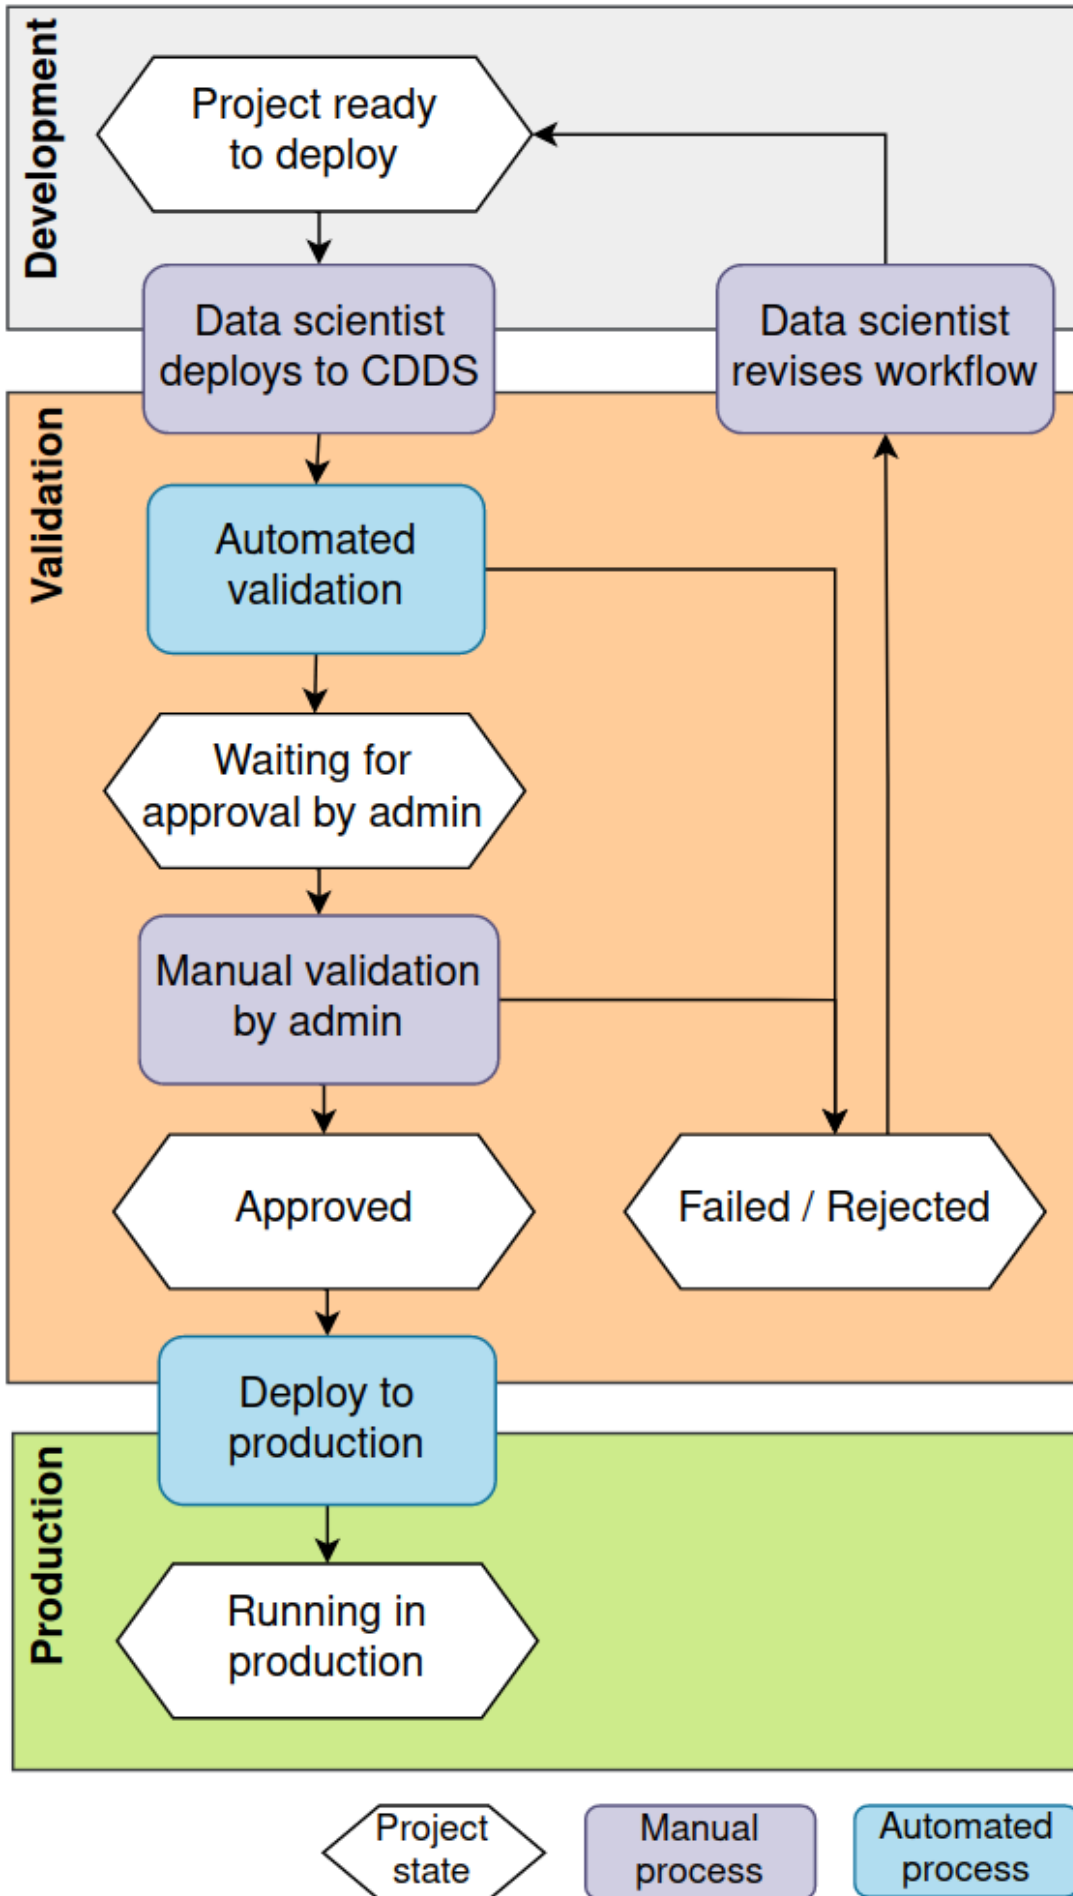 Development
Project ready
to deploy
Data scientist
deploys to CDDS
Data scientist
revises workflow
Validation
Automated
validation
Waiting for
approval by admin
Manual validation
by admin
Approved
Failed / Rejected
Deploy to
production
Production
Running in
production
Project
state
Manual
process
Automated
process